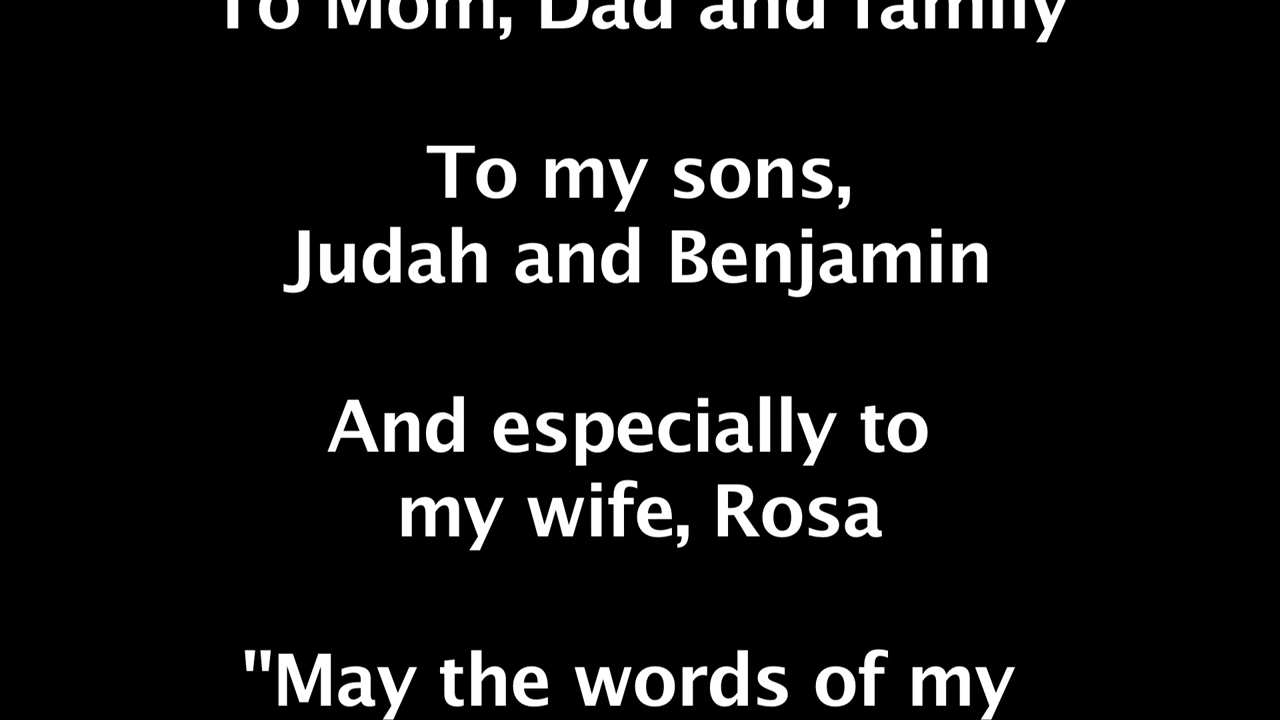 To Mom, Dad and family
To my sons,
Judah and Benjamin
And especially to
my wife, Rosa
"May the words of my